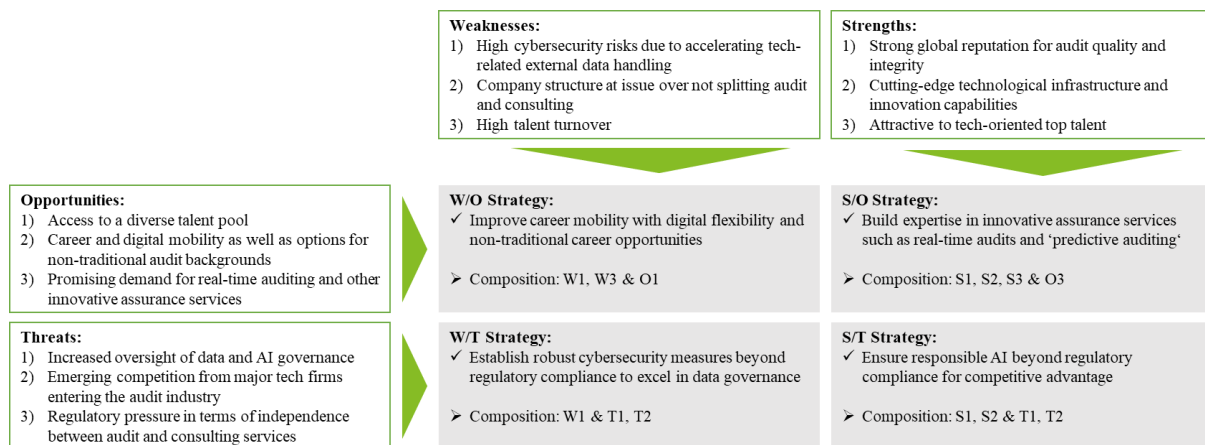 Weaknesses:
1) High cybersecurity risks due to accelerating tech-
related external data handling
2) Company structure at issue over not splitting audit
and consulting
3) High talent turnover
Strengths:
1) Strong global reputation for audit quality and
integrity
2) Cutting-edge technological infrastructure and
innovation capabilities
3) Attractive to tech-oriented top talent
Opportunities:
1) Access to a diverse talent pool
2) Career and digital mobility as well as options for
non-traditional audit backgrounds
3) Promising demand for real-time auditing and other
innovative assurance services
W/O Strategy:
✓ Improve career mobility with digital flexibility and
non-traditional career opportunities
➢ Composition: W1, W3 & O1
S/O Strategy:
✓ Build expertise in innovative assurance services
such as real-time audits and ‘predictive auditing‘
➢ Composition: S1, S2, S3 & O3
Threats:
1) Increased oversight of data and AI governance
2) Emerging competition from major tech firms
entering the audit industry
3) Regulatory pressure in terms of independence
between audit and consulting services
W/T Strategy:
✓ Establish robust cybersecurity measures beyond
regulatory compliance to excel in data governance
➢ Composition: W1 & T1, T2
S/T Strategy:
✓ Ensure responsible AI beyond regulatory
compliance for competitive advantage
➢ Composition: S1, S2 & T1, T2